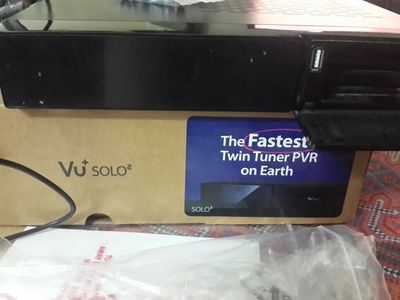 The Fastest
Twin Tuner PVR
on Earth
Vu+ SOLO²
SOLO²